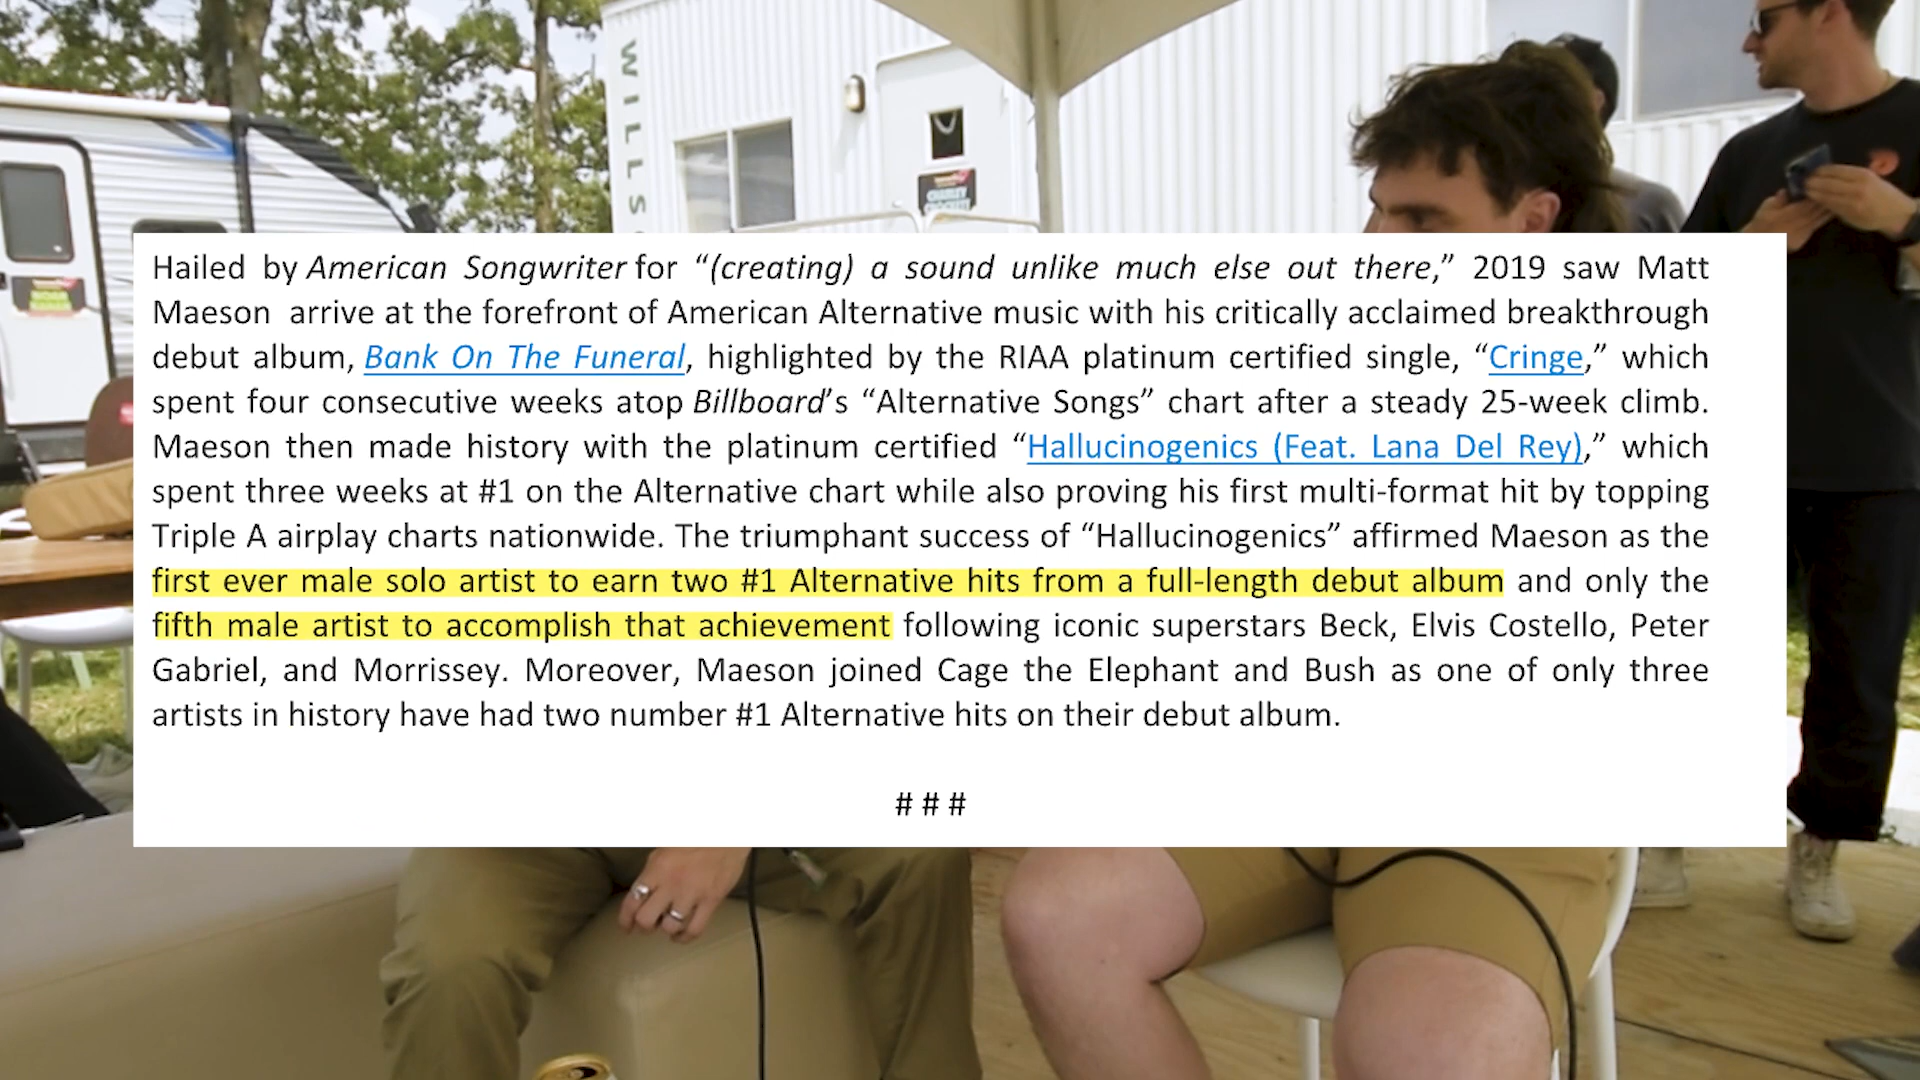 WILLS
Hailed by American Songwriter for “(creating) a sound unlike much else out there,” 2019 saw Matt
Maeson arrive at the forefront of American Alternative music with his critically acclaimed breakthrough
debut album, Bank On The Funeral, highlighted by the RIAA platinum certified single, “Cringe,” which
spent four consecutive weeks atop Billboard’s “Alternative Songs” chart after a steady 25-week climb.
Maeson then made history with the platinum certified “Hallucinogenics (Feat. Lana Del Rey),” which
spent three weeks at #1 on the Alternative chart while also proving his first multi-format hit by topping
Triple A airplay charts nationwide. The triumphant success of “Hallucinogenics” affirmed Maeson as the
first ever male solo artist to earn two #1 Alternative hits from a full-length debut album and only the
fifth male artist to accomplish that achievement following iconic superstars Beck, Elvis Costello, Peter
Gabriel, and Morrissey. Moreover, Maeson joined Cage the Elephant and Bush as one of only three
artists in history have had two number #1 Alternative hits on their debut album.
# # #